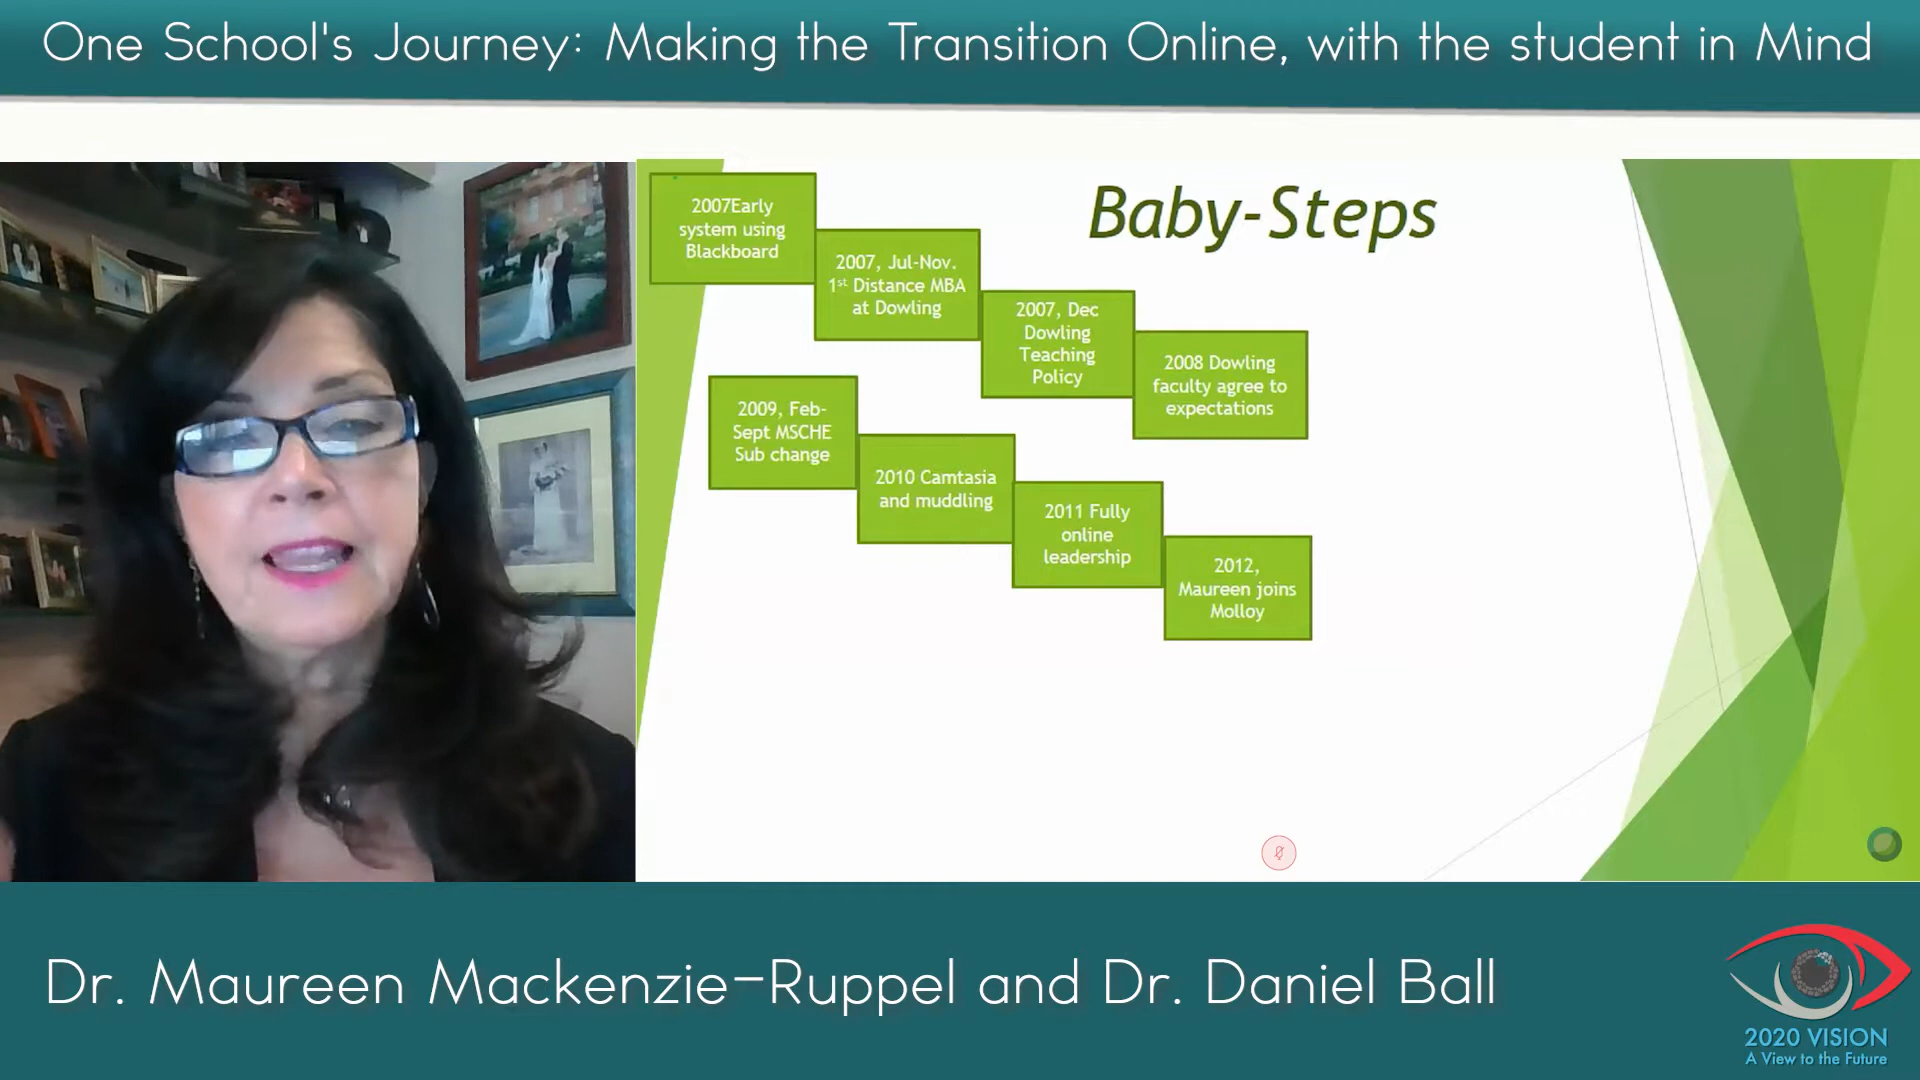 One School's Journey: Making the Transition Online, with the student in Mind
Baby-Steps
2007Early
system using
Blackboard
2007, Jul-Nov.
1st Distance MBA
at Dowling
2007, Dec
Dowling
Teaching
Policy
2008 Dowling
faculty agree to
expectations
2009, Feb-
Sept MSCHE
Sub change
2010 Camtasia
and muddling
2011 Fully
online
leadership
2012,
Maureen joins
Molloy
Dr. Maureen Mackenzie-Ruppel and Dr. Daniel Ball
2020 VISION
A View to the Future